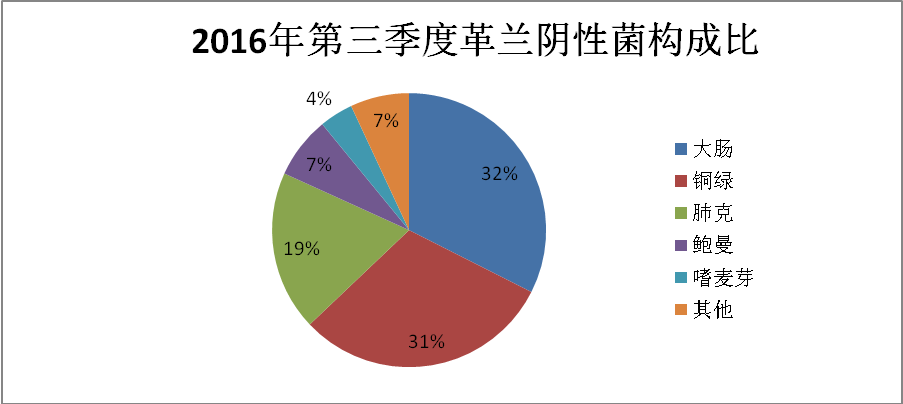 2016年第三季度革兰阴性菌构成比
4%
7%
32%
7%
19%
31%
大肠
铜绿
肺克
鲍曼
嗜麦芽
其他